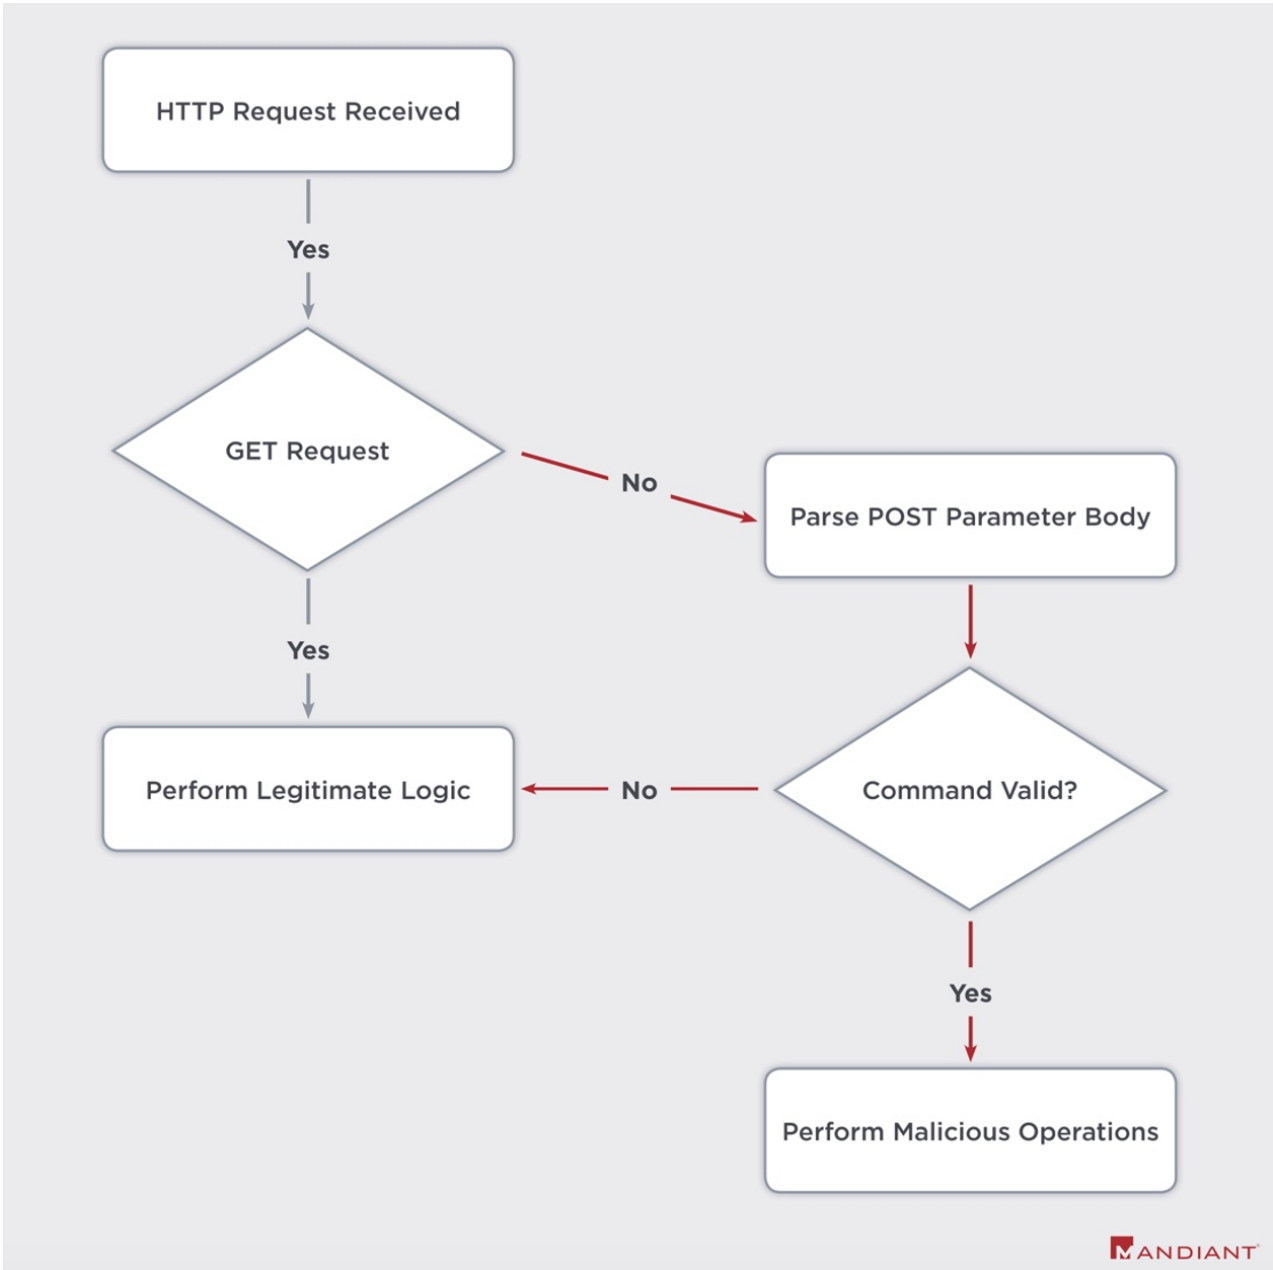 HTTP Request Received
Yes
GET Request
No
Parse POST Parameter Body
Yes
Perform Legitimate Logic
No
Command Valid?
Yes
Perform Malicious Operations
MANDIANT